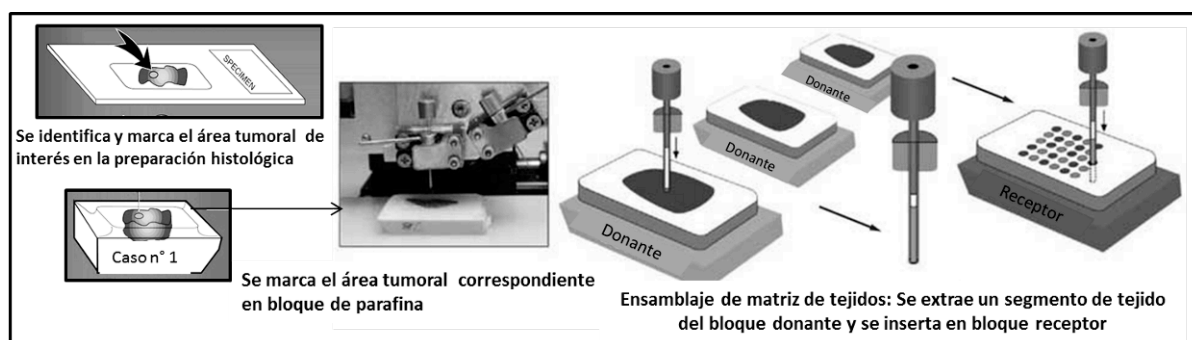 SPECIMEN
Se identifica y marca el área tumoral de
interés en la preparación histológica
Caso n° 1
Se marca el área tumoral correspondiente
en bloque de parafina
Donante
Donante
Donante
Receptor
Ensamblaje de matriz de tejidos: Se extrae un segmento de tejido
del bloque donante y se inserta en bloque receptor